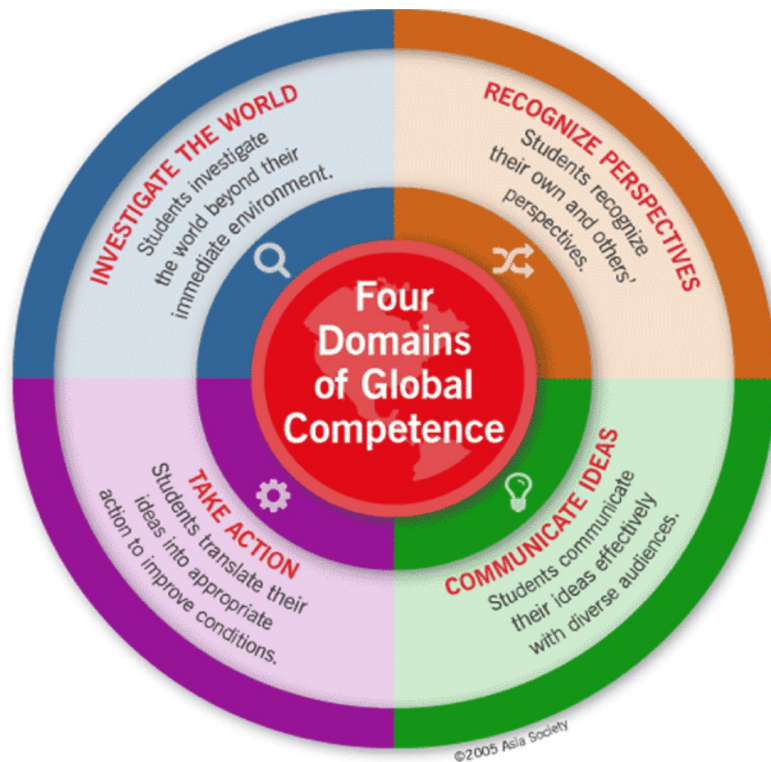 INVESTIGATE THE WORLD
Students investigate
the world beyond their
immediate environment.
RECOGNIZE PERSPECTIVES
Students recognize
their own and others'
perspectives.
Four
Domains
of Global
Competence
TAKE ACTION
Students translate their
ideas into appropriate
action to improve conditions.
COMMUNICATE IDEAS
Students communicate
their ideas effectively
with diverse audiences.
©2005 Asia Society